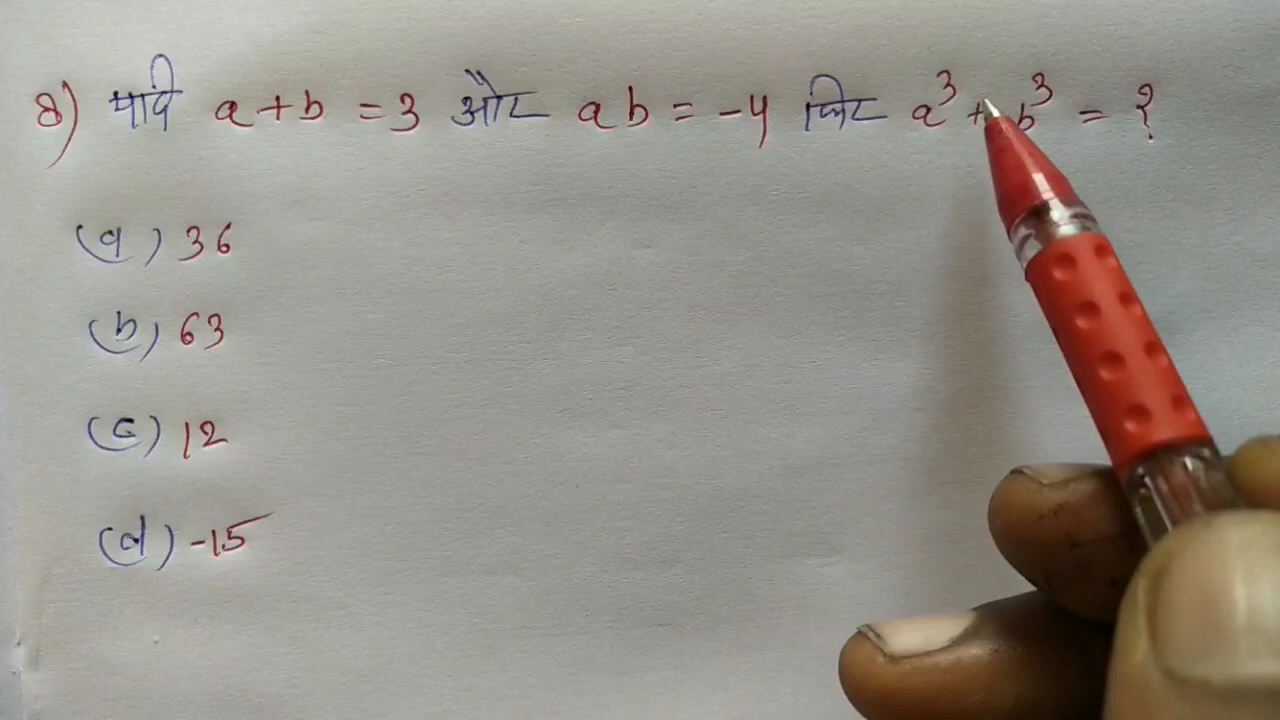 8) यदि a + b = 3 और ab = -4 फिर a³ + b³ = ?
(a) 36
(b) 63
(c) 12
(d) -15